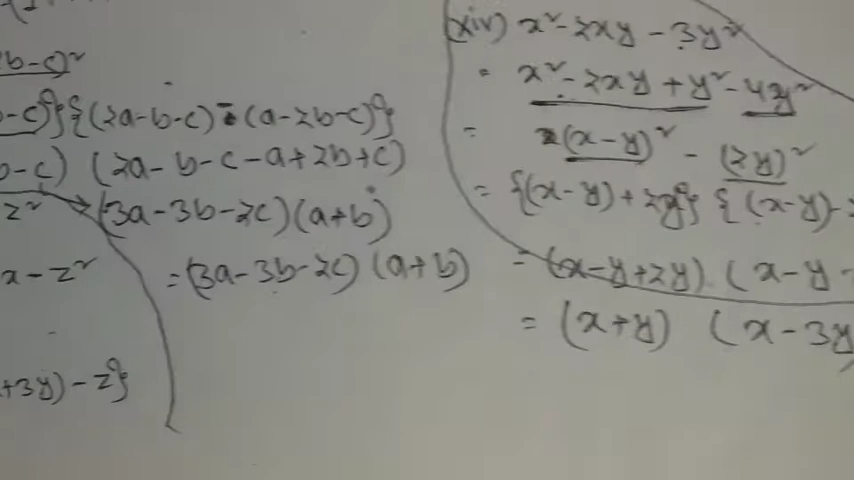 b-c)²
-c)}{(2a-b-c)-(a-2b-c)}
b-c) (2a-b-c-a+2b+c)
(3a-3b-2c)(a+b)
=(3a-3b-2c)(a+b)
z²
x-z²
+3y)-z}
(xiv) x²-2xy-3y²
= x²-2xy+y²-4y²
= (x-y)²-(2y)²
= {(x-y)+2y} {(x-y)-
= (x-y+2y) (x-y-
= (x+y) (x-3y